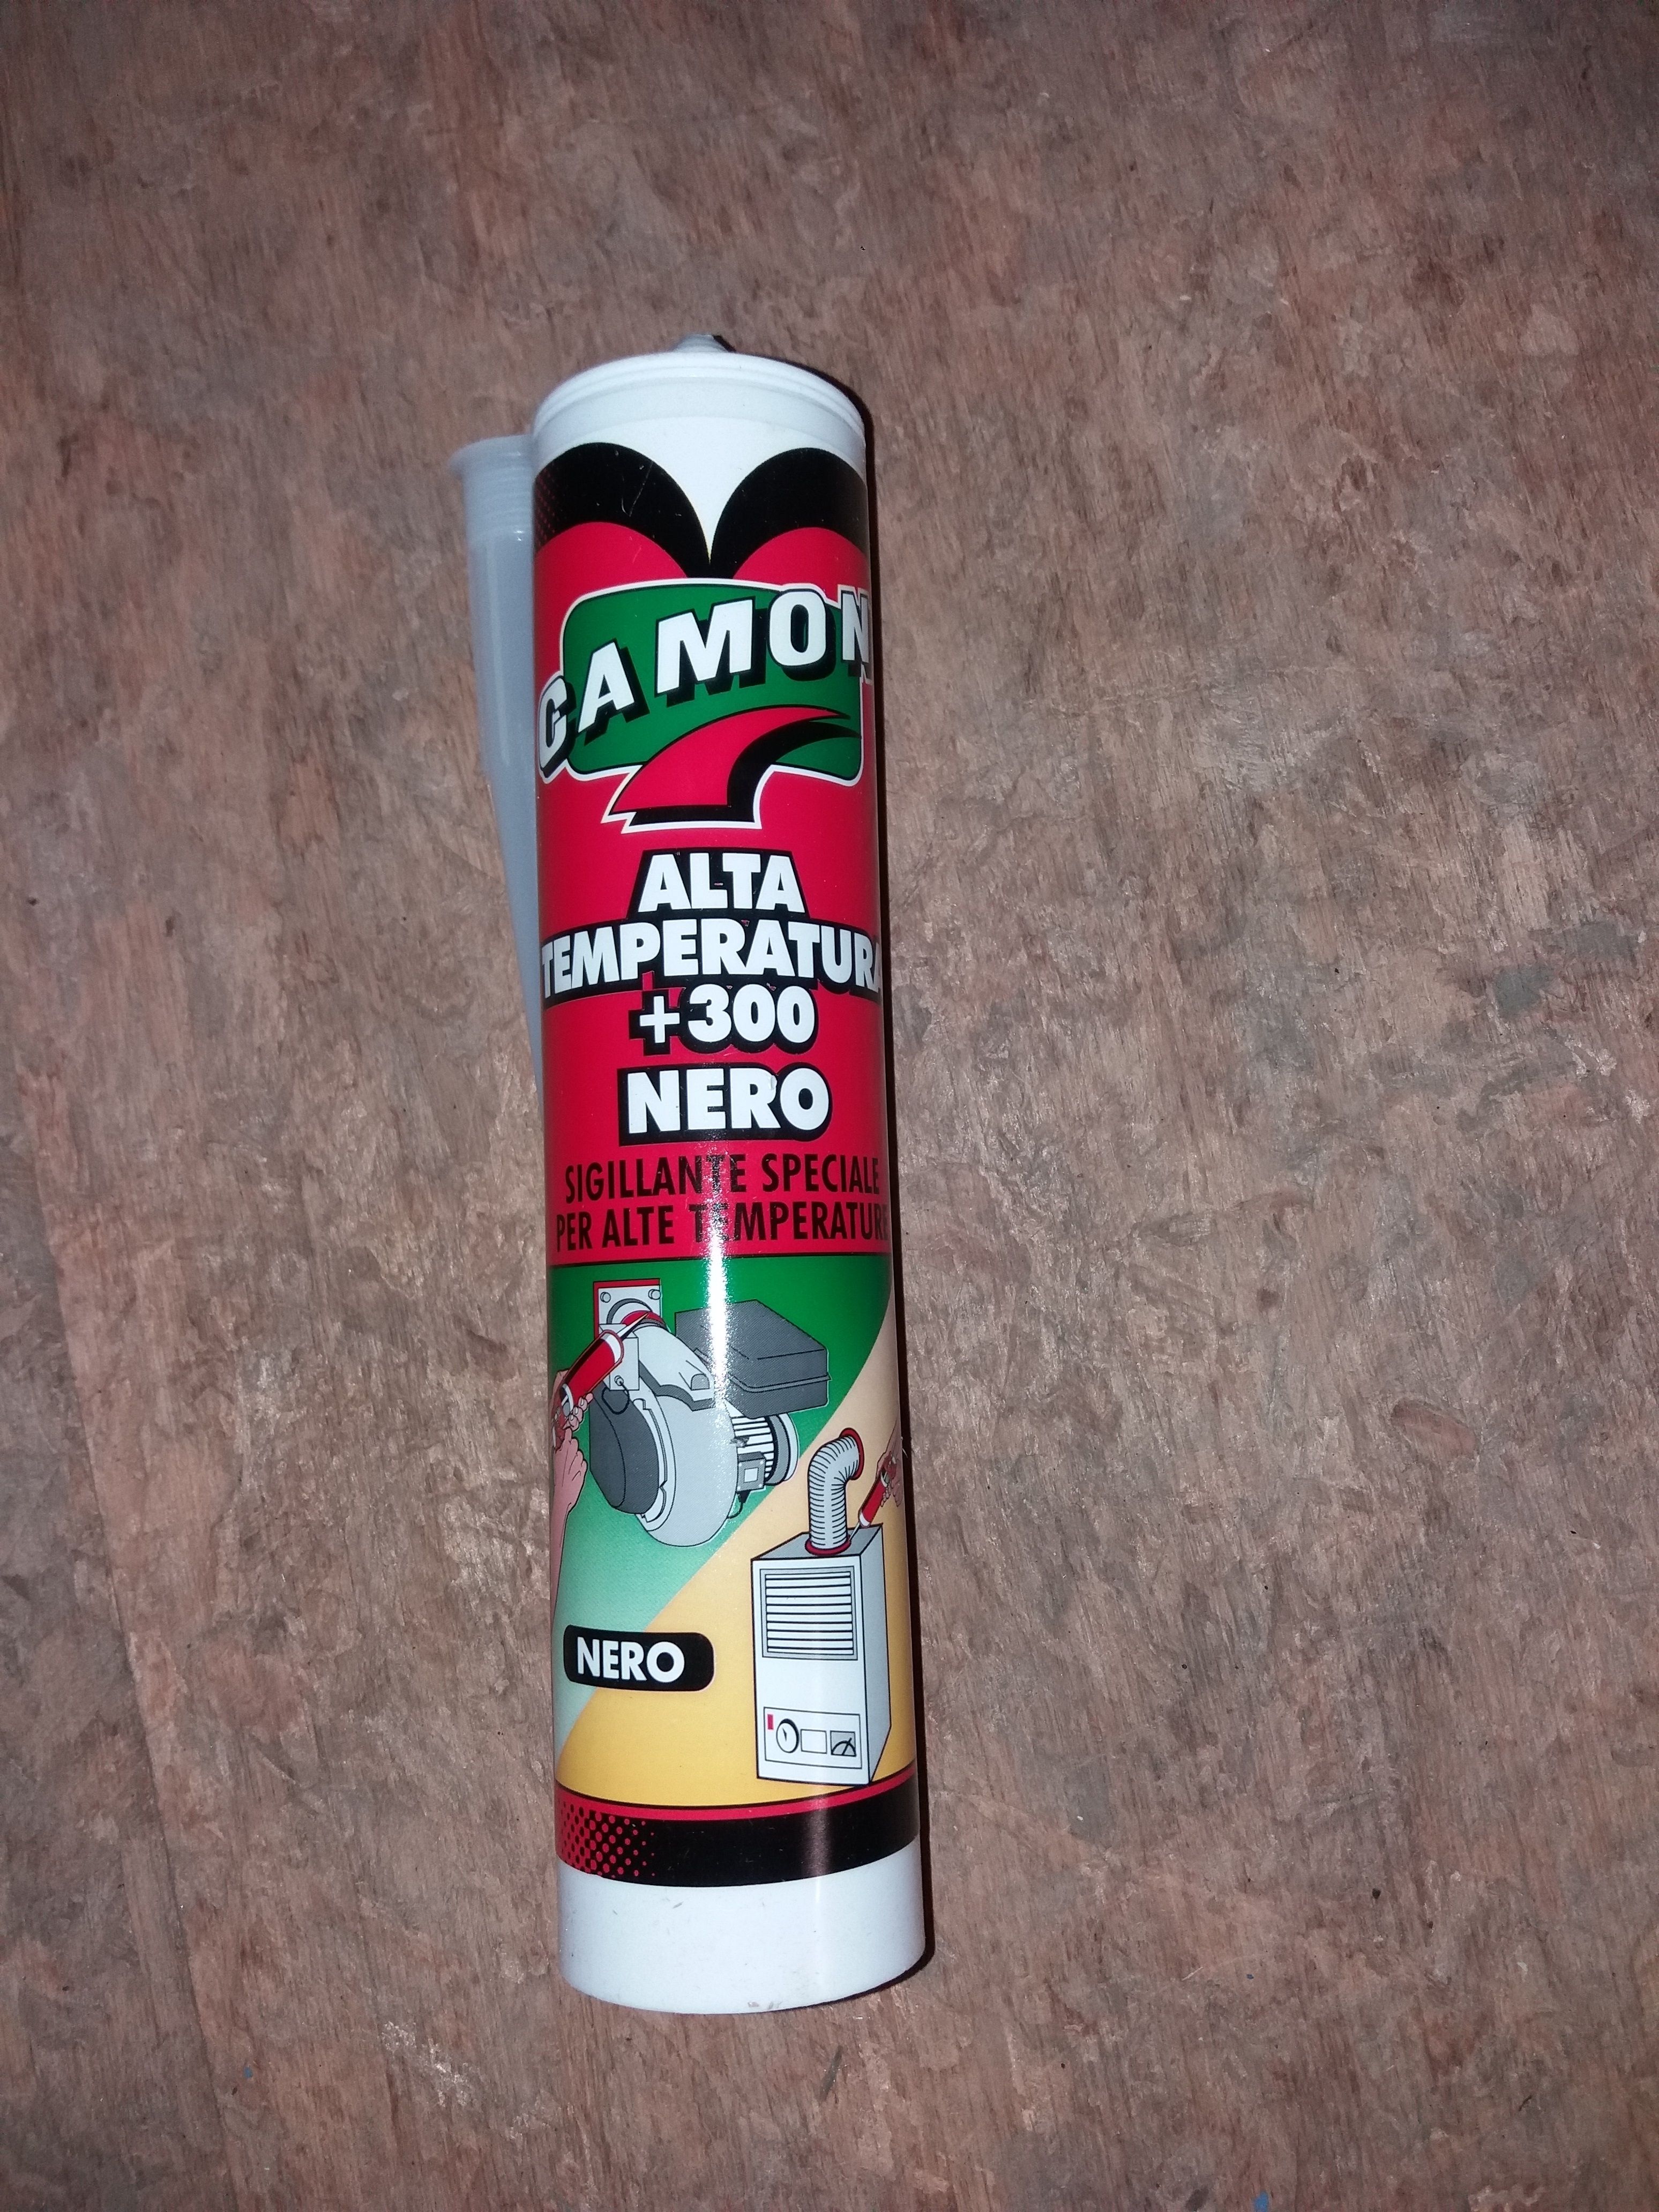 CAMON
ALTA
TEMPERATURA
+300
NERO
SIGILLANTE SPECIALE
PER ALTE TEMPERATURE
NERO